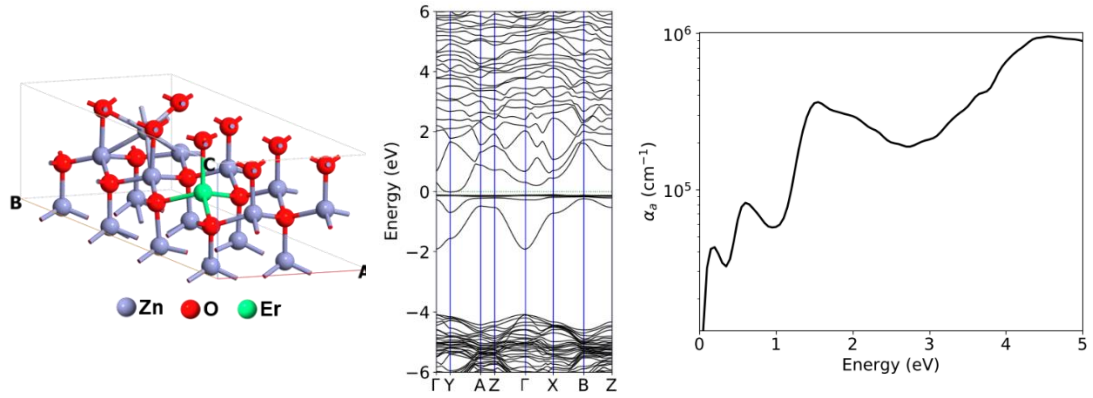 C
B
A
Zn O Er
Energy (eV)
6
4
2
0
−2
−4
−6
Γ Y A Z Γ X B Z
αₐ (cm⁻¹)
10⁶
10⁵
0 1 2 3 4 5
Energy (eV)